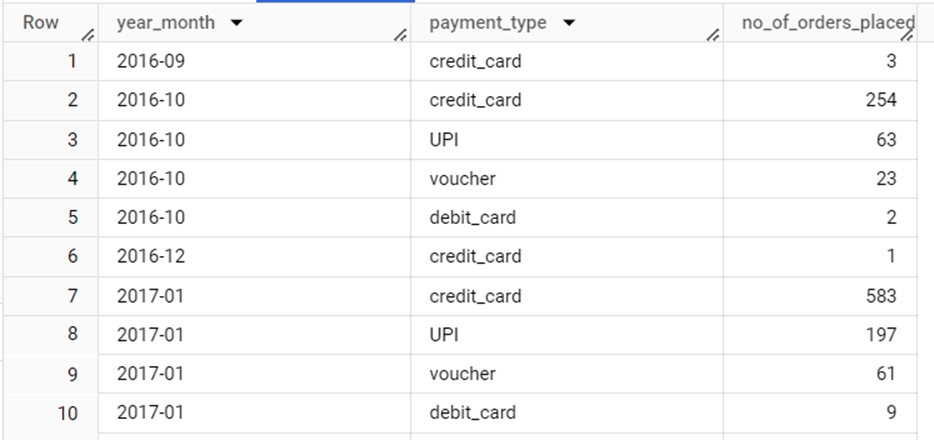 Row year_month payment_type no_of_orders_placed
1 2016-09 credit_card 3
2 2016-10 credit_card 254
3 2016-10 UPI 63
4 2016-10 voucher 23
5 2016-10 debit_card 2
6 2016-12 credit_card 1
7 2017-01 credit_card 583
8 2017-01 UPI 197
9 2017-01 voucher 61
10 2017-01 debit_card 9